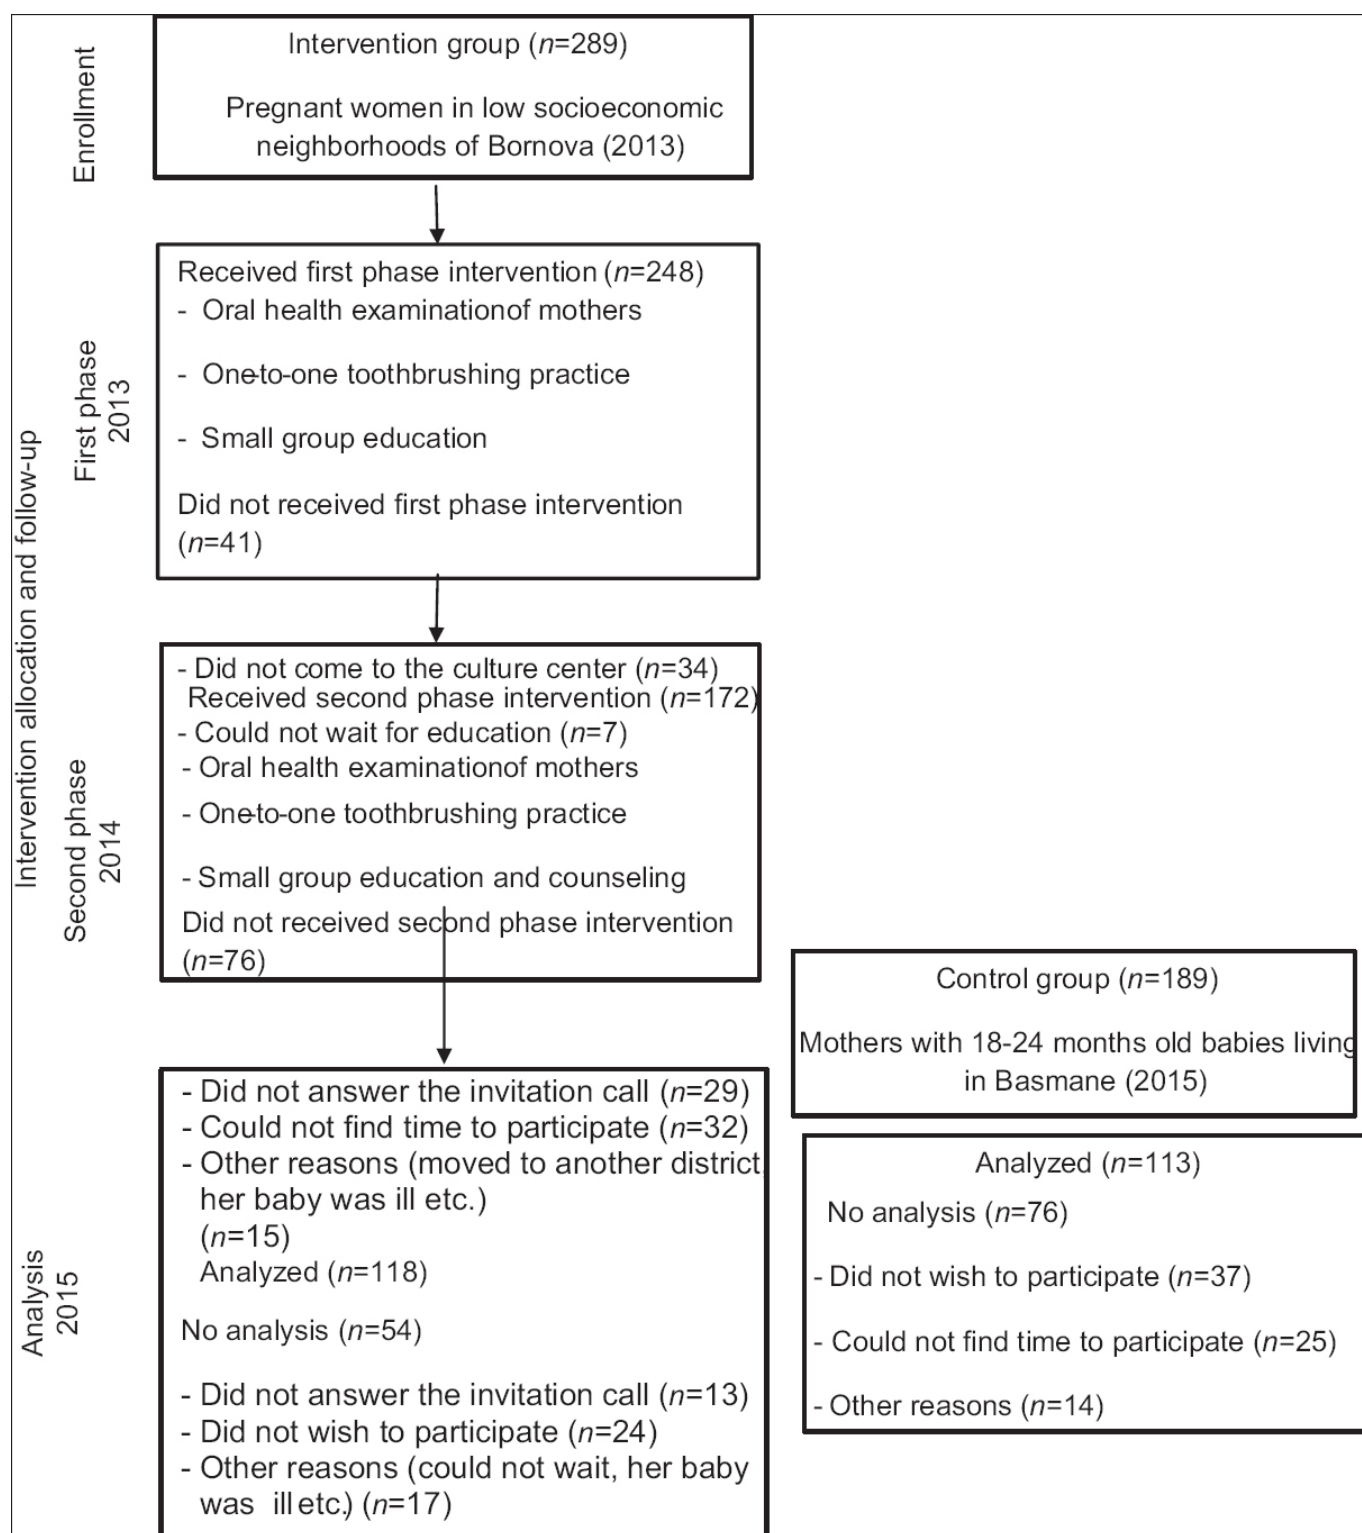 Enrollment
Intervention group (n=289)
Pregnant women in low socioeconomic
neighborhoods of Bornova (2013)
Intervention allocation and follow-up
First phase
2013
Received first phase intervention (n=248)
- Oral health examinationof mothers
- One-to-one toothbrushing practice
- Small group education
Did not received first phase intervention
(n=41)
Second phase
2014
- Did not come to the culture center (n=34)
Received second phase intervention (n=172)
- Could not wait for education (n=7)
- Oral health examinationof mothers
- One-to-one toothbrushing practice
- Small group education and counseling
Did not received second phase intervention
(n=76)
Control group (n=189)
Mothers with 18-24 months old babies living
in Basmane (2015)
Analysis
2015
- Did not answer the invitation call (n=29)
- Could not find time to participate (n=32)
- Other reasons (moved to another district,
her baby was ill etc.)
(n=15)
Analyzed (n=118)
No analysis (n=54)
- Did not answer the invitation call (n=13)
- Did not wish to participate (n=24)
- Other reasons (could not wait, her baby
was ill etc.) (n=17)
Analyzed (n=113)
No analysis (n=76)
- Did not wish to participate (n=37)
- Could not find time to participate (n=25)
- Other reasons (n=14)